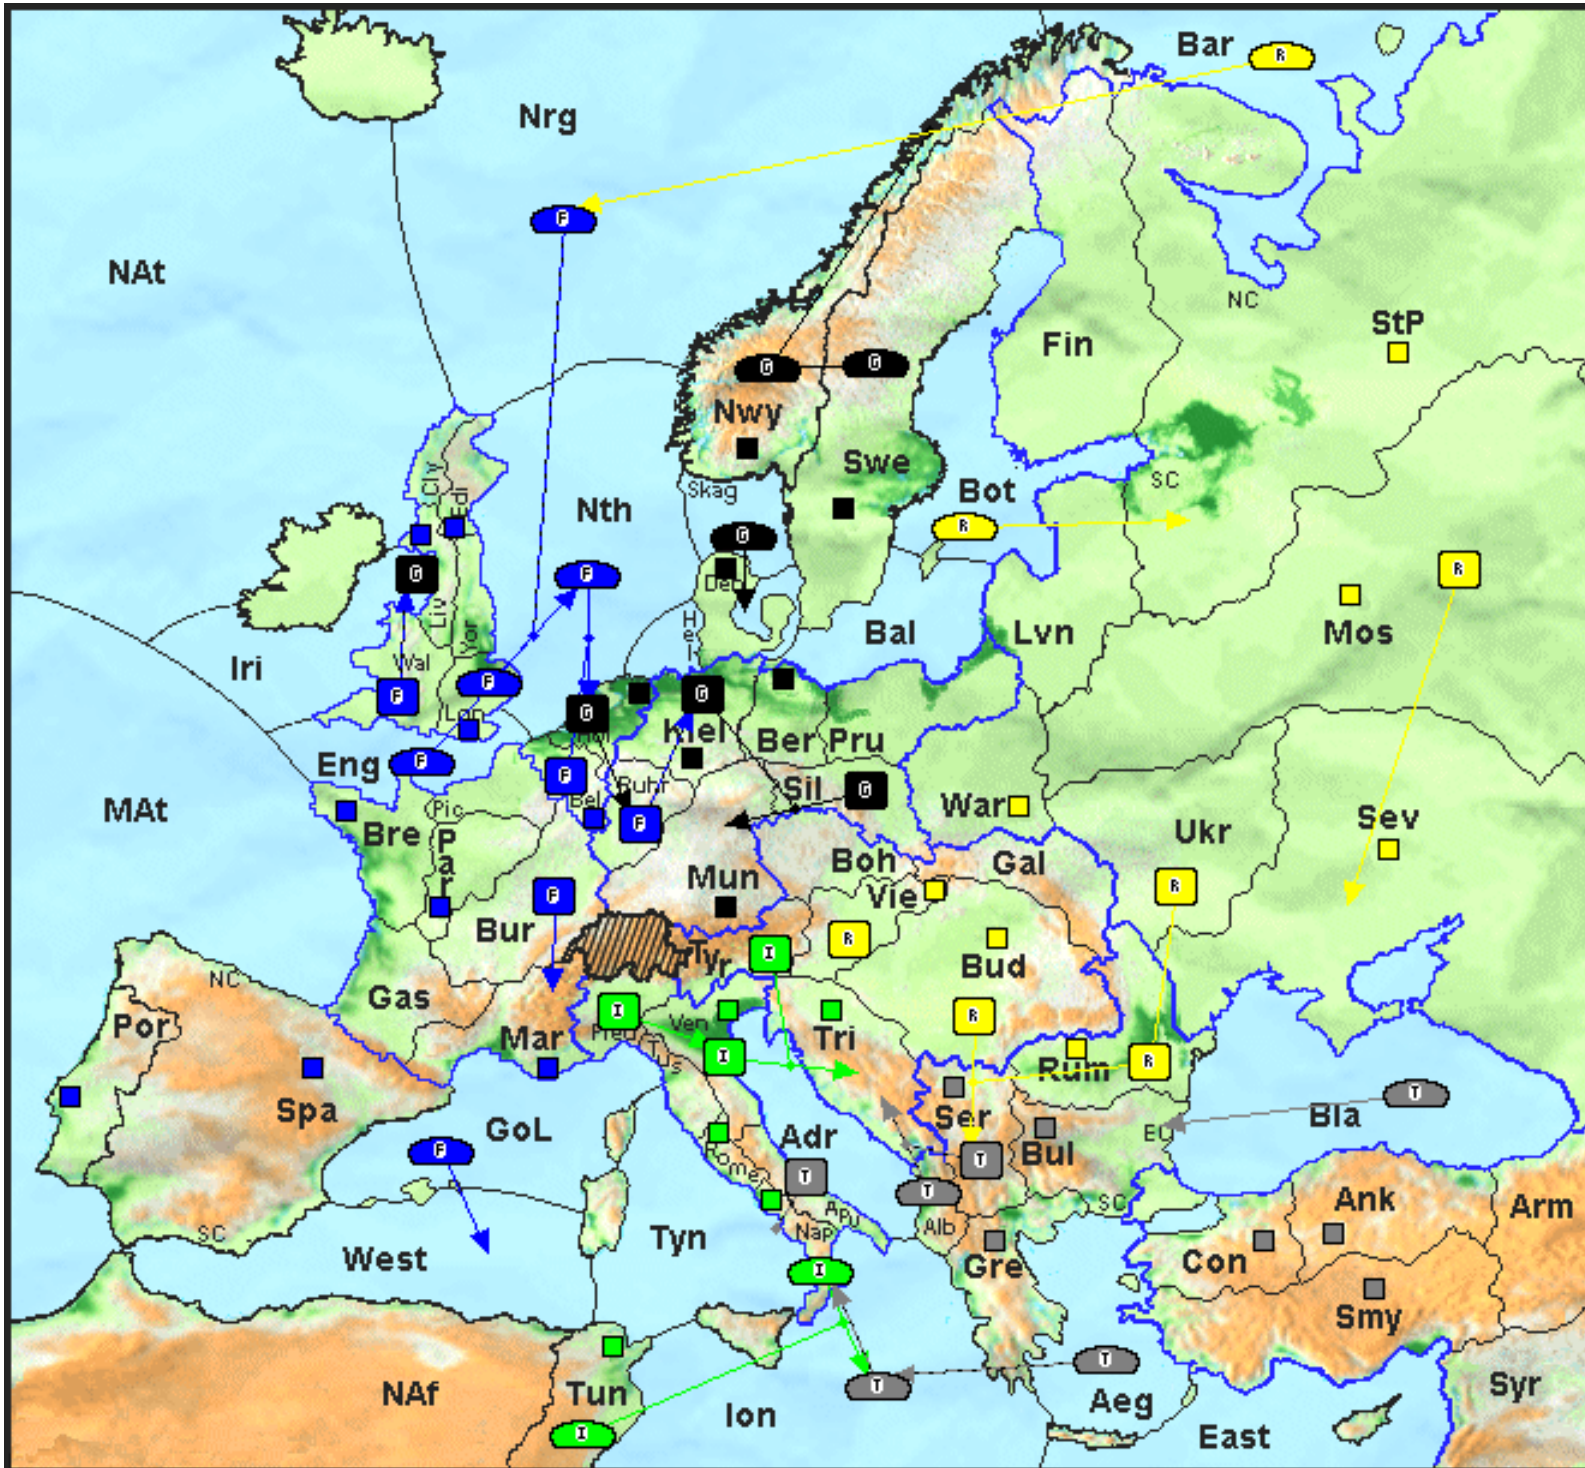 Bar
R
Nrg
F
NAt
NC
StP
Fin
G
G
Nwy
Swe
Skag
SC
Bot
R
Cly
Edi
Nth
G
R
G
F
Den
Mos
Liv
Yor
Hel
Bal
Lvn
Iri
Wal
F
F
Lon
G
G
Hol
Kiel
Ber
Pru
Eng
F
F
Ruhr
Sil
G
MAt
Pic
Bel
War
Bre
Par
F
Ukr
Sev
Boh
Gal
Mun
Vie
R
Bur
F
Tyr
I
R
Bud
NC
Gas
I
R
Por
Mar
Pied
Ven
Tri
Tus
I
Rum
R
Spa
GoL
Ser
T
Bla
F
Adr
EC
Bul
Rome
T
T
T
Apu
SC
Ank
Arm
SC
Tyn
Nap
Alb
West
I
Gre
Con
Smy
T
NAf
Tun
T
Aeg
Syr
I
Ion
East